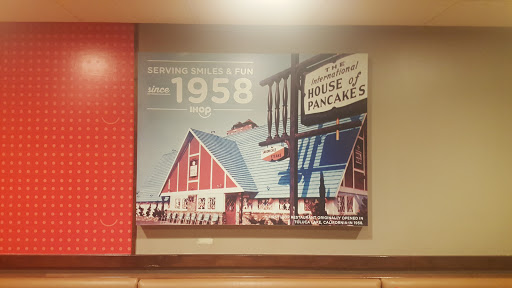 SERVING SMILES & FUN
since 1958
IHOP
THE
International
HOUSE of
PANCAKES
RESTAURANT ORIGINALLY OPENED IN
TOLUCA LAKE, CALIFORNIA IN 1958.